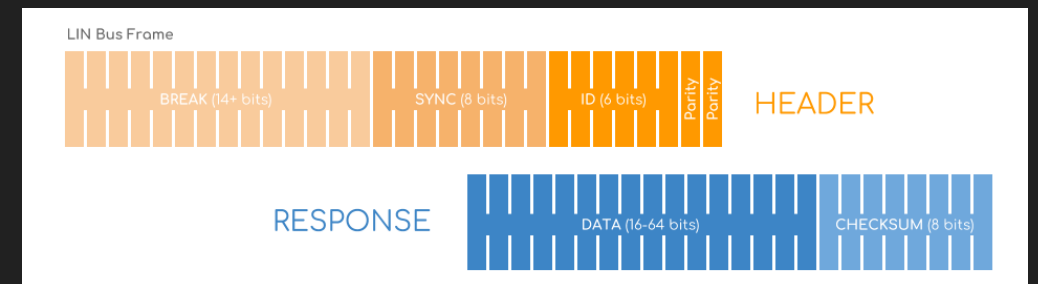 LIN Bus Frame
BREAK (14+ bits)
SYNC (8 bits)
ID (6 bits)
Parity
Parity
HEADER
RESPONSE
DATA (16-64 bits)
CHECKSUM (8 bits)